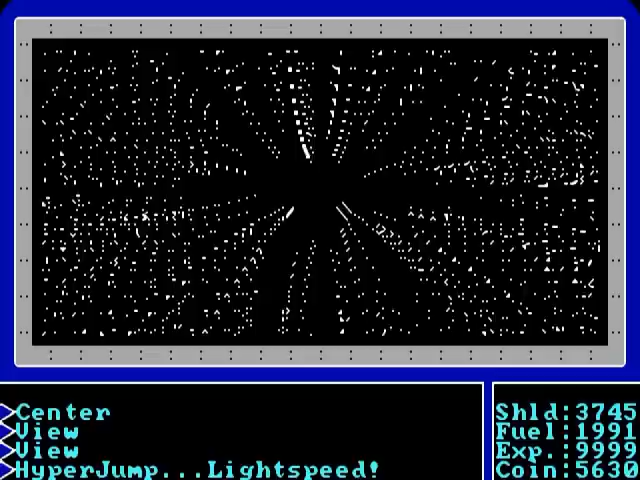 Center
View
View
HyperJump...Lightspeed!
Shld:3745
Fuel:1991
Exp.:9999
Coin:5630